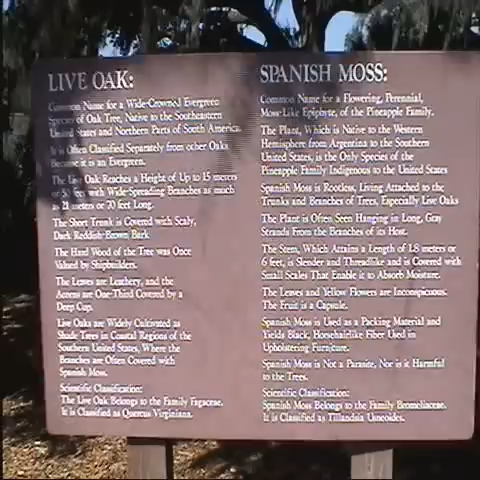 LIVE OAK:
Common Name for a Wide-Crowned Evergreen
Species of Oak Tree, Native to the Southeastern
United States and Northern Parts of South America.
It is Often Classified Separately from other Oaks
Because it is an Evergreen.
The Live Oak Reaches a Height of Up to 15 meters
or 50 feet with Wide-Spreading Branches as much
as 21 meters or 70 feet Long.
The Short Trunk is Covered with Scaly,
Dark Reddish-Brown Bark.
The Hard Wood of the Tree was Once
Valued by Shipbuilders.
The Leaves are Leathery, and the
Acorns are One-Third Covered by a
Deep Cup.
Live Oaks are Widely Cultivated as
Shade Trees in Coastal Regions of the
Southern United States, Where the
Branches are Often Covered with
Spanish Moss.
Scientific Classification:
The Live Oak Belongs to the Family Fagaceae.
It is Classified as Quercus Virginiana.
SPANISH MOSS:
Common Name for a Flowering, Perennial,
Moss-Like Epiphyte, of the Pineapple Family.
The Plant, Which is Native to the Western
Hemisphere from Argentina to the Southern
United States, is the Only Species of the
Pineapple Family Indigenous to the United States
Spanish Moss is Rootless, Living Attached to the
Trunks and Branches of Trees, Especially Live Oaks
The Plant is Often Seen Hanging in Long, Gray
Strands From the Branches of its Host.
The Stem, Which Attains a Length of 1.8 meters or
6 feet, is Slender and Threadlike and is Covered with
Small Scales That Enable it to Absorb Moisture.
The Leaves and Yellow Flowers are Inconspicuous.
The Fruit is a Capsule.
Spanish Moss is Used as a Packing Material and
Yields Black, Horsehairlike Fiber Used in
Upholstering Furniture.
Spanish Moss is Not a Parasite, Nor is it Harmful
to the Trees.
Scientific Classification:
Spanish Moss Belongs to the Family Bromeliaceae.
It is Classified as Tillandsia Usneoides.